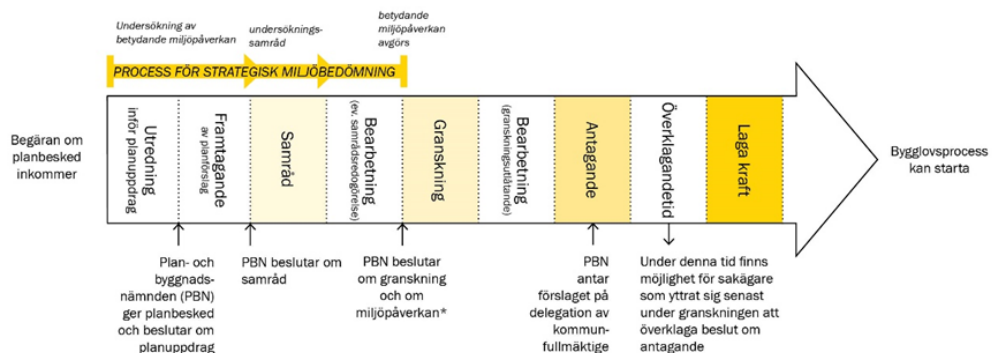 Undersökning av
betydande miljöpåverkan
undersöknings-
samråd
betydande
miljöpåverkan
avgörs
PROCESS FÖR STRATEGISK MILJÖBEDÖMNING
Begäran om
planbesked
inkommer
Utredning
inför planuppdrag
Framtagande
av planförslag
Samråd
Bearbetning
(ev. samrådsredogörelse)
Granskning
Bearbetning
(granskningsutlåtande)
Antagande
Överklagandetid
Laga kraft
Bygglovsprocess
kan starta
Plan- och
byggnads-
nämnden (PBN)
ger planbesked
och beslutar om
planuppdrag
PBN beslutar om
samråd
PBN beslutar
om granskning
och om
miljöpåverkan*
PBN
antar
förslaget på
delegation av
kommun-
fullmäktige
Under denna tid finns
möjlighet för sakägare
som yttrat sig senast
under granskningen att
överklaga beslut om
antagande